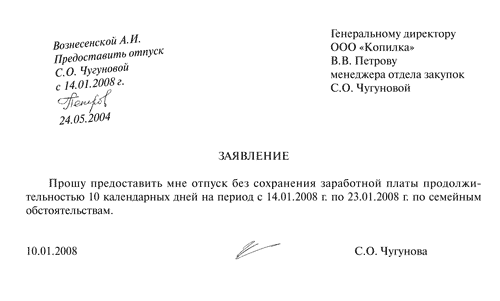 Вознесенской А.И.
Предоставить отпуск
С.О. Чугуновой
с 14.01.2008 г.
Петров
24.05.2004
Генеральному директору
ООО «Копилка»
В.В. Петрову
менеджера отдела закупок
С.О. Чугуновой
ЗАЯВЛЕНИЕ
Прошу предоставить мне отпуск без сохранения заработной платы продолжи-
тельностью 10 календарных дней на период с 14.01.2008 г. по 23.01.2008 г. по семейным
обстоятельствам.
10.01.2008 С.О. Чугунова